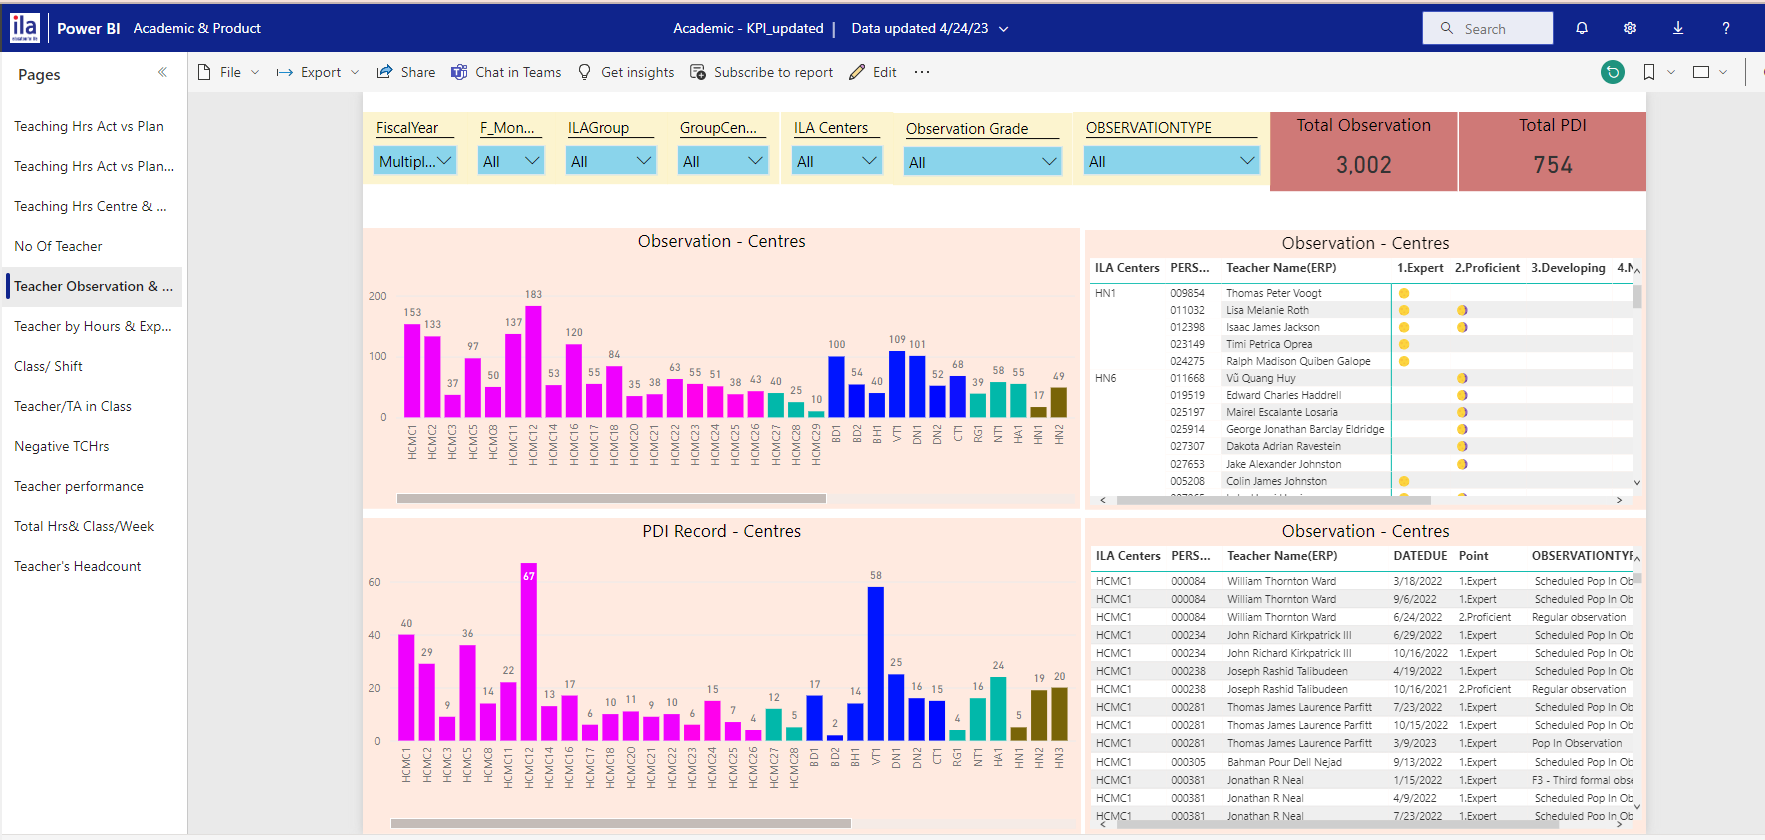 ila
Power BI Academic & Product
Academic - KPI_updated | Data updated 4/24/23
Search
?
Pages
File Export Share Chat in Teams Get insights Subscribe to report Edit ...
Teaching Hrs Act vs Plan
Teaching Hrs Act vs Plan...
Teaching Hrs Centre & ...
No Of Teacher
Teacher Observation & ...
Teacher by Hours & Exp...
Class/ Shift
Teacher/TA in Class
Negative TCHrs
Teacher performance
Total Hrs& Class/Week
Teacher's Headcount
FiscalYear F_Mon... ILAGroup GroupCen... ILA Centers Observation Grade OBSERVATIONTYPE
Multipl... All All All All All All
Total Observation
3,002
Total PDI
754
Observation - Centres
200
100
0
153 133 37 97 50 137 183 53 120 55 84 35 38 63 55 51 38 43 40 25 10 100 54 40 109 101 52 68 39 58 55 17 49
HCMC1 HCMC2 HCMC3 HCMC5 HCMC8 HCMC11 HCMC12 HCMC14 HCMC16 HCMC17 HCMC18 HCMC20 HCMC21 HCMC22 HCMC23 HCMC24 HCMC25 HCMC26 HCMC27 HCMC28 HCMC29 BD1 BD2 BH1 VT1 DN1 DN2 CT1 RG1 NT1 HA1 HN1 HN2
Observation - Centres
ILA Centers PERS... Teacher Name(ERP) 1.Expert 2.Proficient 3.Developing 4.N
HN1 009854 Thomas Peter Voogt
011032 Lisa Melanie Roth
012398 Isaac James Jackson
023149 Timi Petrica Oprea
024275 Ralph Madison Quiben Galope
HN6 011668 Vũ Quang Huy
019519 Edward Charles Haddrell
025197 Mairel Escalante Losaria
025914 George Jonathan Barclay Eldridge
027307 Dakota Adrian Ravestein
027653 Jake Alexander Johnston
005208 Colin James Johnston
PDI Record - Centres
60
40
20
0
40 29 9 36 14 22 67 13 17 6 10 11 9 10 6 15 7 4 12 5 17 2 14 58 25 16 15 4 16 24 5 19 20
HCMC1 HCMC2 HCMC3 HCMC5 HCMC8 HCMC11 HCMC12 HCMC14 HCMC16 HCMC17 HCMC18 HCMC20 HCMC21 HCMC22 HCMC23 HCMC24 HCMC25 HCMC26 HCMC27 HCMC28 BD1 BD2 BH1 VT1 DN1 DN2 CT1 RG1 NT1 HA1 HN1 HN2 HN3
Observation - Centres
ILA Centers PERS... Teacher Name(ERP) DATEDUE Point OBSERVATIONTYF
HCMC1 000084 William Thornton Ward 3/18/2022 1.Expert Scheduled Pop In Ob
HCMC1 000084 William Thornton Ward 9/6/2022 1.Expert Scheduled Pop In Ob
HCMC1 000084 William Thornton Ward 6/24/2022 2.Proficient Regular observation
HCMC1 000234 John Richard Kirkpatrick III 6/29/2022 1.Expert Scheduled Pop In Ob
HCMC1 000234 John Richard Kirkpatrick III 10/16/2022 1.Expert Scheduled Pop In Ob
HCMC1 000238 Joseph Rashid Talibudeen 4/19/2022 1.Expert Scheduled Pop In Ob
HCMC1 000238 Joseph Rashid Talibudeen 10/16/2021 2.Proficient Regular observation
HCMC1 000281 Thomas James Laurence Parfitt 7/23/2022 1.Expert Scheduled Pop In Ob
HCMC1 000281 Thomas James Laurence Parfitt 10/15/2022 1.Expert Scheduled Pop In Ob
HCMC1 000281 Thomas James Laurence Parfitt 3/9/2023 1.Expert Pop In Observation
HCMC1 000305 Bahman Pour Dell Nejad 9/13/2022 1.Expert Scheduled Pop In Ob
HCMC1 000381 Jonathan R Neal 1/15/2022 1.Expert F3 - Third formal obse
HCMC1 000381 Jonathan R Neal 4/9/2022 1.Expert Scheduled Pop In Ob
HCMC1 000381 Jonathan R Neal 7/23/2022 1.Expert Scheduled Pop In Ob